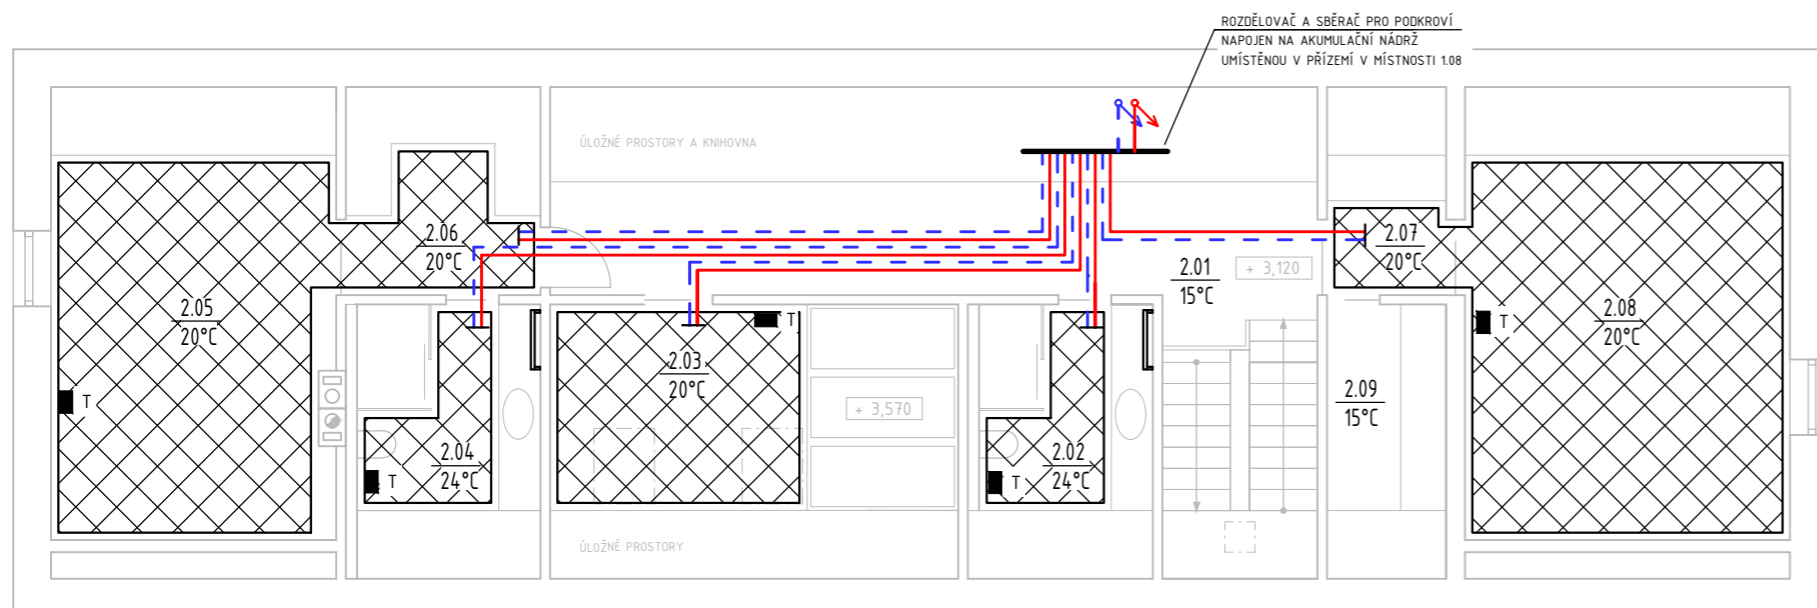 ROZDĚLOVAČ A SBĚRAČ PRO PODKROVÍ
NAPOJEN NA AKUMULAČNÍ NÁDRŽ
UMÍSTĚNOU V PŘÍZEMÍ V MÍSTNOSTI 1.08
ÚLOŽNÉ PROSTORY A KNIHOVNA
2.06
20°C
2.07
20°C
2.01
15°C
+ 3,120
2.05
20°C
2.08
20°C
T
T
2.03
20°C
T
2.09
15°C
+ 3,570
2.04
24°C
T
2.02
24°C
T
ÚLOŽNÉ PROSTORY